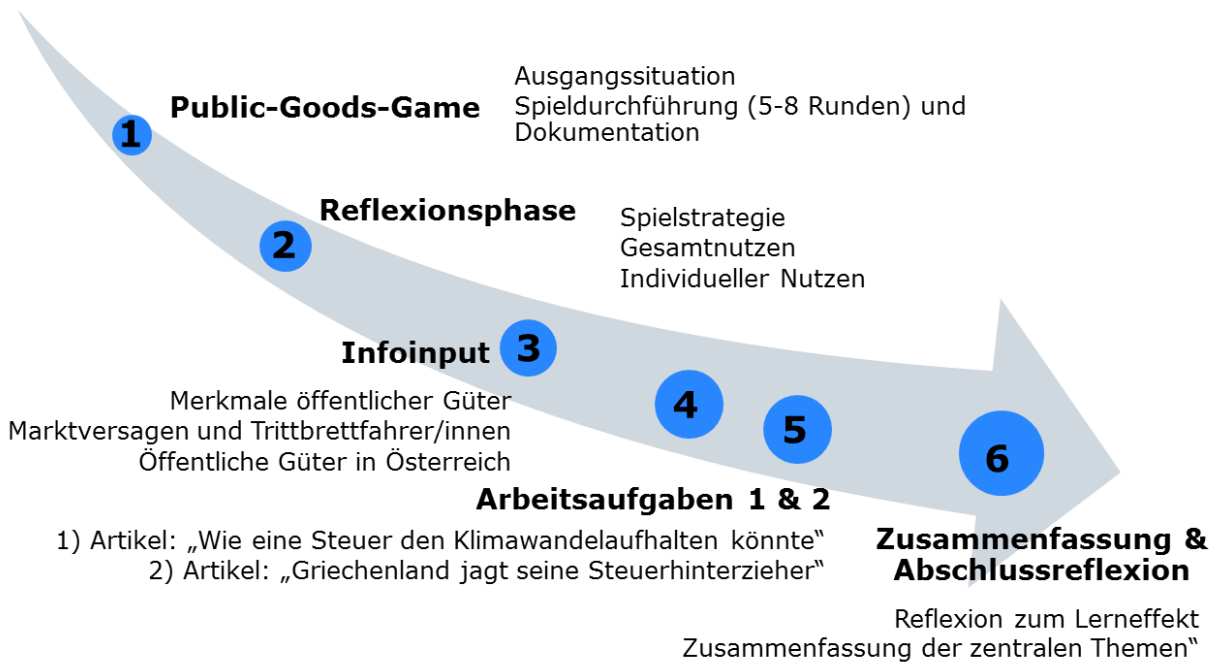 1
Public-Goods-Game
Ausgangssituation
Spieldurchführung (5-8 Runden) und
Dokumentation
2
Reflexionsphase
Spielstrategie
Gesamtnutzen
Individueller Nutzen
Infoinput
3
Merkmale öffentlicher Güter
Marktversagen und Trittbrettfahrer/innen
Öffentliche Güter in Österreich
4
5
Arbeitsaufgaben 1 & 2
1) Artikel: „Wie eine Steuer den Klimawandelaufhalten könnte“
2) Artikel: „Griechenland jagt seine Steuerhinterzieher“
6
Zusammenfassung &
Abschlussreflexion
Reflexion zum Lerneffekt
Zusammenfassung der zentralen Themen“